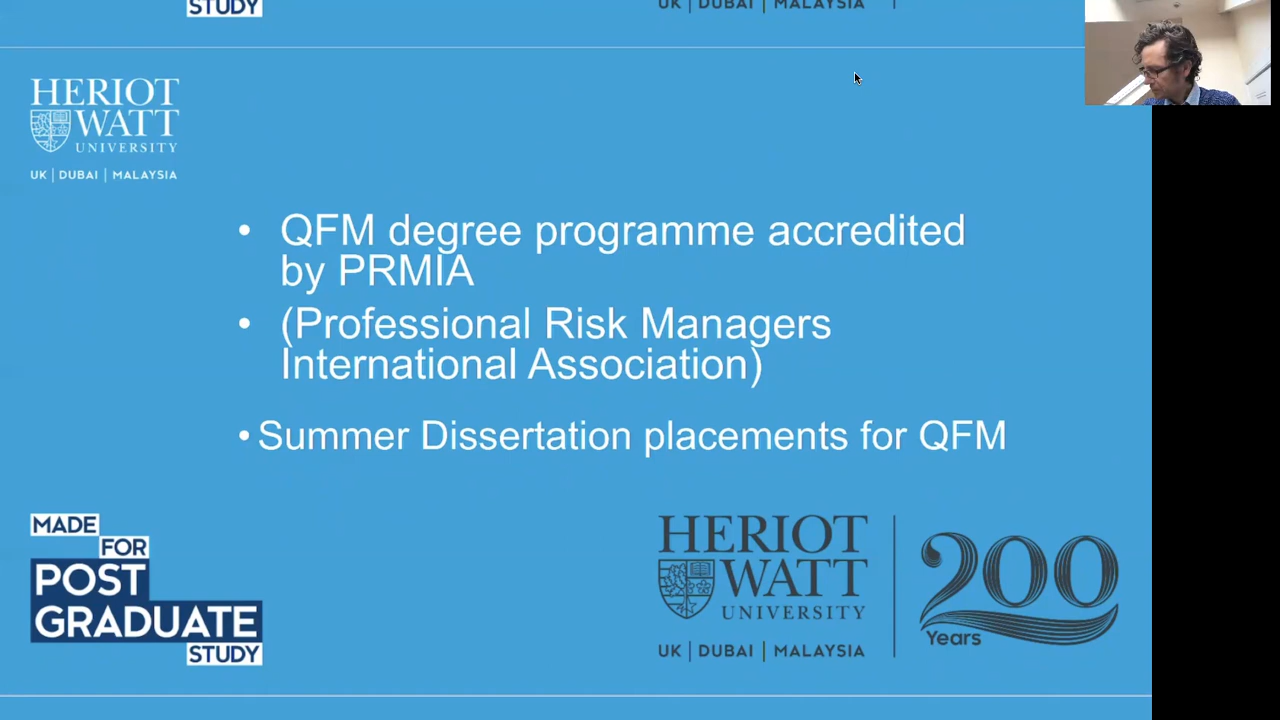 STUDY
UK | DUBAI | MALAYSIA
HERIOT
WATT
UNIVERSITY
UK | DUBAI | MALAYSIA
• QFM degree programme accredited
by PRMIA
• (Professional Risk Managers
International Association)
• Summer Dissertation placements for QFM
MADE
FOR
POST
GRADUATE
STUDY
HERIOT
WATT
UNIVERSITY
UK | DUBAI | MALAYSIA
200
Years